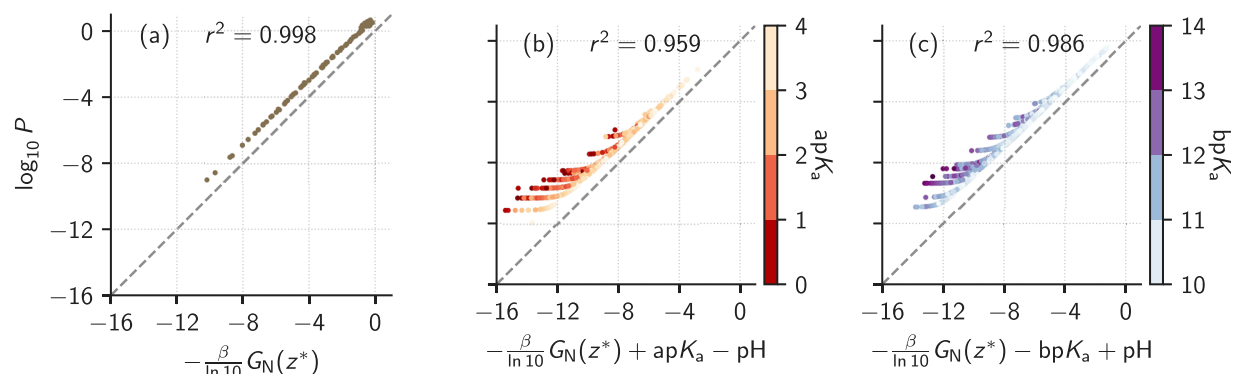 (a) r² = 0.998
log₁₀ P
0
−4
−8
−12
−16
−16 −12 −8 −4 0
−β/ln 10 G_N(z*)
(b) r² = 0.959
−16 −12 −8 −4 0
−β/ln 10 G_N(z*) + apK_a − pH
4
3
2
1
0
apK_a
(c) r² = 0.986
−16 −12 −8 −4 0
−β/ln 10 G_N(z*) − bpK_a + pH
14
13
12
11
10
bpK_a